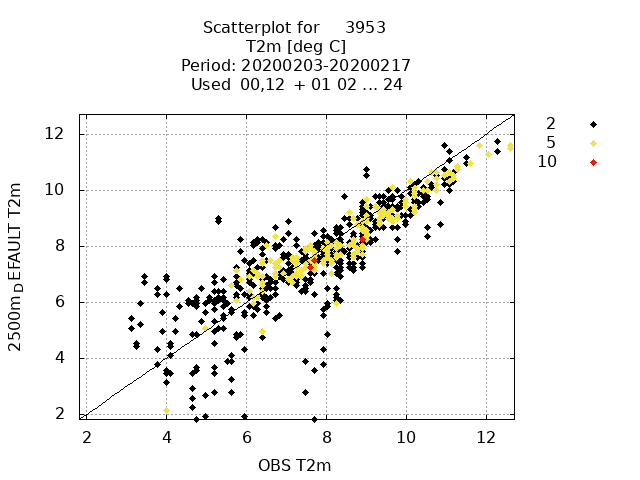 Scatterplot for 3953
T2m [deg C]
Period: 20200203-20200217
Used 00,12 + 01 02 ... 24
2
5
10
12
10
8
6
4
2
2500m_DEFAULT T2m
2 4 6 8 10 12
OBS T2m